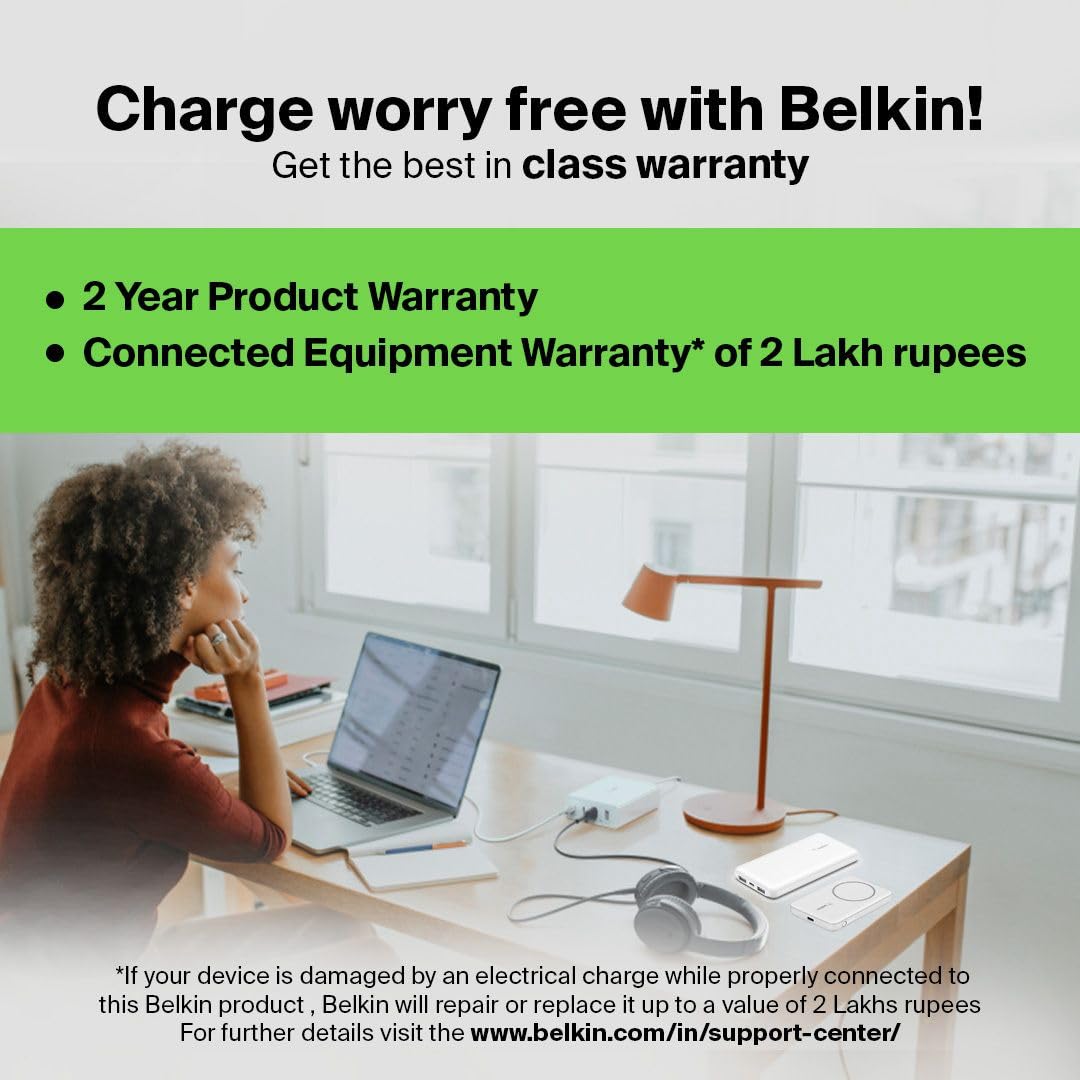 Charge worry free with Belkin!
Get the best in class warranty
• 2 Year Product Warranty
• Connected Equipment Warranty* of 2 Lakh rupees
*If your device is damaged by an electrical charge while properly connected to
this Belkin product , Belkin will repair or replace it up to a value of 2 Lakhs rupees
For further details visit the www.belkin.com/in/support-center/